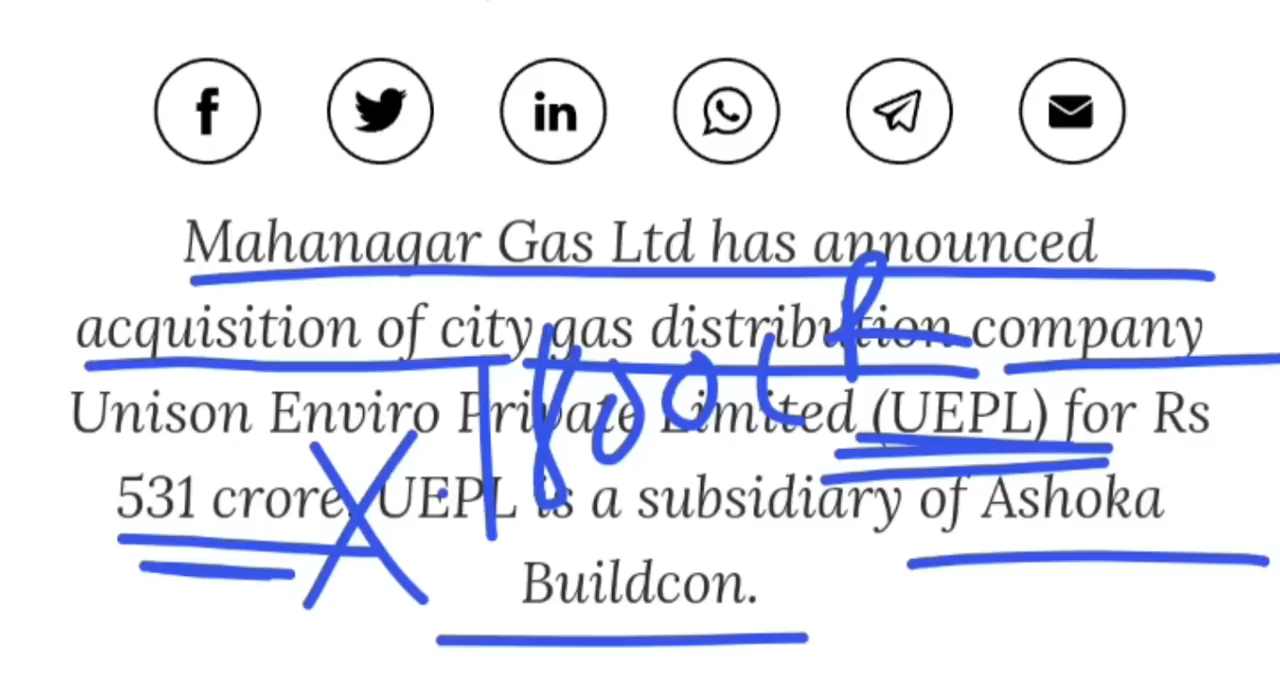 Mahanagar Gas Ltd has announced
acquisition of city gas distribution company
Unison Enviro Private Limited (UEPL) for Rs
531 crore. UEPL is a subsidiary of Ashoka
Buildcon.